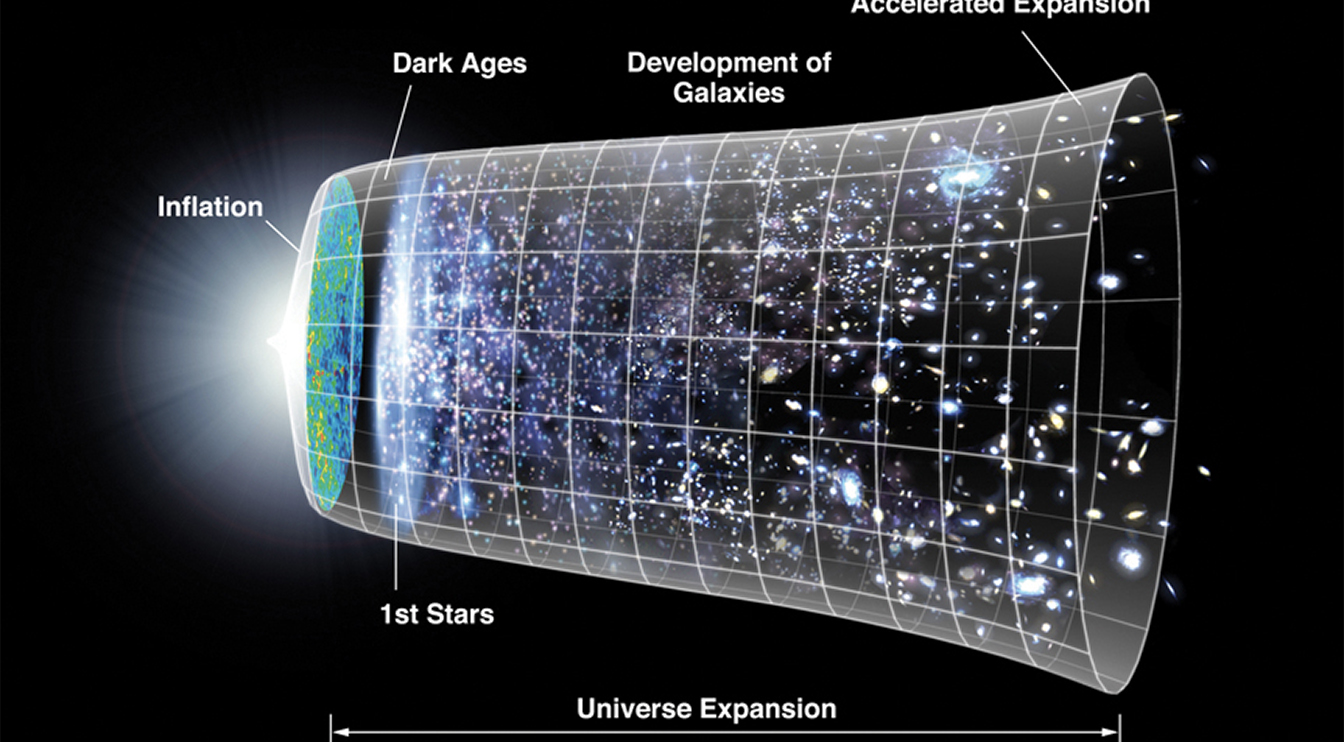 Accelerated Expansion
Dark Ages
Development of
Galaxies
Inflation
1st Stars
Universe Expansion